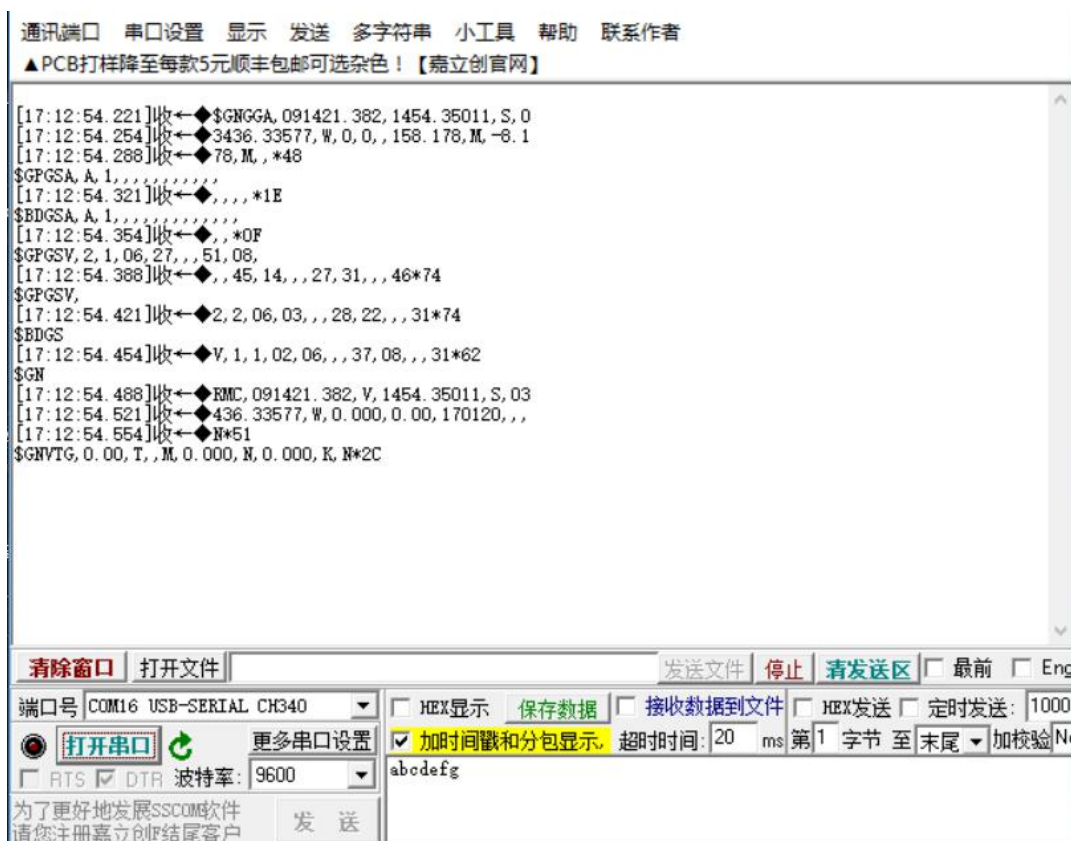 通讯端口 串口设置 显示 发送 多字符串 小工具 帮助 联系作者
▲PCB打样降至每款5元顺丰包邮可选杂色！【嘉立创官网】
[17:12:54.221]收←◆$GNGGA,091421.382,1454.35011,S,0
[17:12:54.254]收←◆3436.33577,W,0,0,,158.178,M,-8.1
[17:12:54.288]收←◆78,M,,*48
$GPGSA,A,1,,,,,,,,,,,
[17:12:54.321]收←◆,,,,*1E
$BDGSA,A,1,,,,,,,,,,,,,
[17:12:54.354]收←◆,,*0F
$GPGSV,2,1,06,27,,,51,08,
[17:12:54.388]收←◆,,45,14,,,27,31,,,46*74
$GPGSV,
[17:12:54.421]收←◆2,2,06,03,,,28,22,,,31*74
$BDGS
[17:12:54.454]收←◆V,1,1,02,06,,,37,08,,,31*62
$GN
[17:12:54.488]收←◆RMC,091421.382,V,1454.35011,S,03
[17:12:54.521]收←◆436.33577,W,0.000,0.00,170120,,,
[17:12:54.554]收←◆N*51
$GNVTG,0.00,T,,M,0.000,N,0.000,K,N*2C
清除窗口 打开文件 发送文件 停止 清发送区 最前 Eng
端口号 COM16 USB-SERIAL CH340 HEX显示 保存数据 接收数据到文件 HEX发送 定时发送: 1000
打开串口 更多串口设置 加时间戳和分包显示, 超时时间: 20 ms 第1 字节 至 末尾 加校验
RTS DTR 波特率: 9600 abcdefg
为了更好地发展SSCOM软件 发 送
请您注册嘉立创